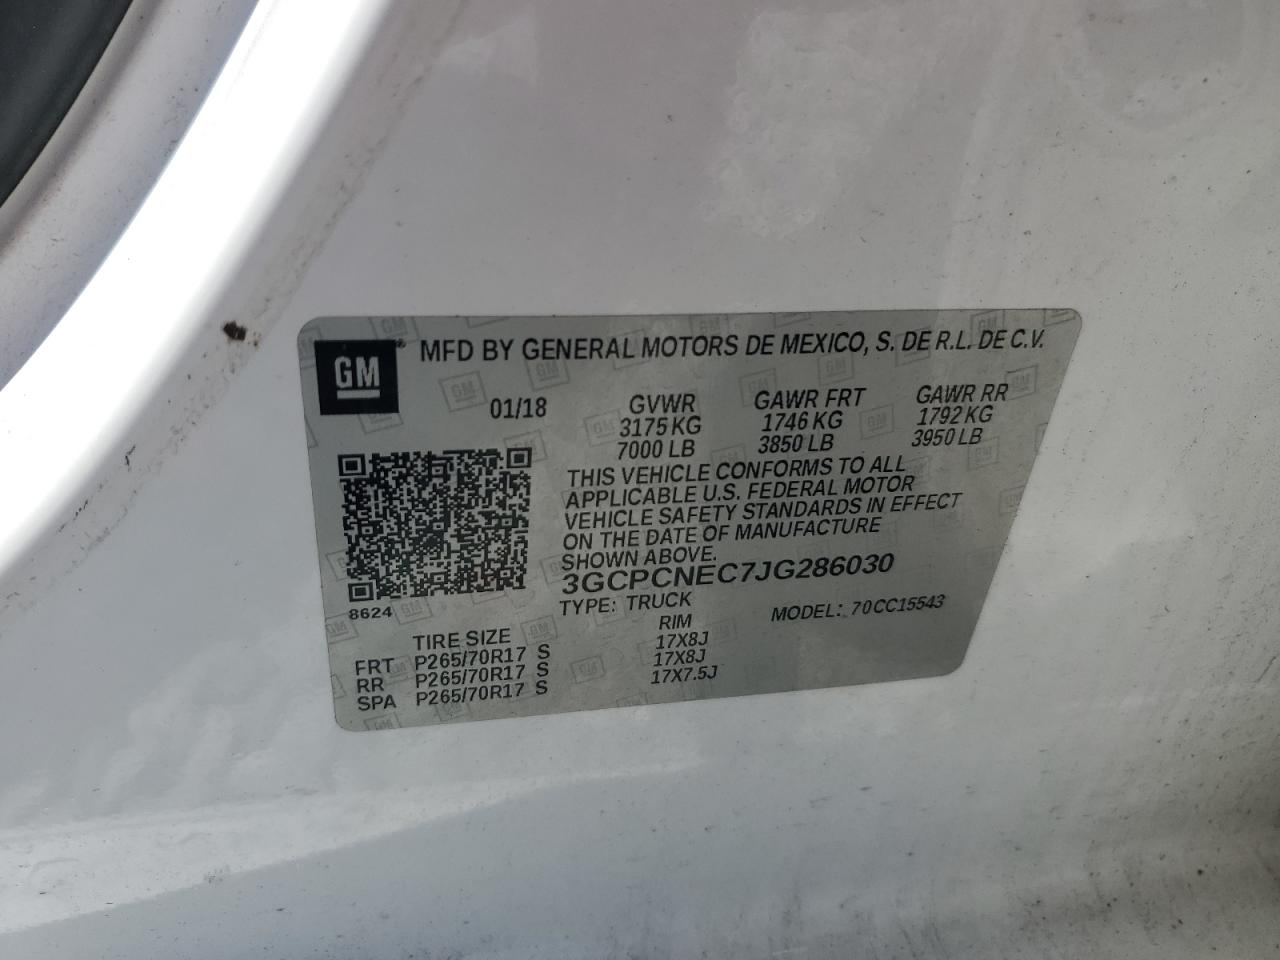 GM ® MFD BY GENERAL MOTORS DE MEXICO, S. DE R.L. DE C.V.
01/18 GVWR GAWR FRT GAWR RR
3175 KG 1746 KG 1792 KG
7000 LB 3850 LB 3950 LB
THIS VEHICLE CONFORMS TO ALL
APPLICABLE U.S. FEDERAL MOTOR
VEHICLE SAFETY STANDARDS IN EFFECT
ON THE DATE OF MANUFACTURE
SHOWN ABOVE.
3GCPCNEC7JG286030
8624 TYPE: TRUCK MODEL: 70CC15543
TIRE SIZE RIM
FRT P265/70R17 S 17X8J
RR P265/70R17 S 17X8J
SPA P265/70R17 S 17X7.5J